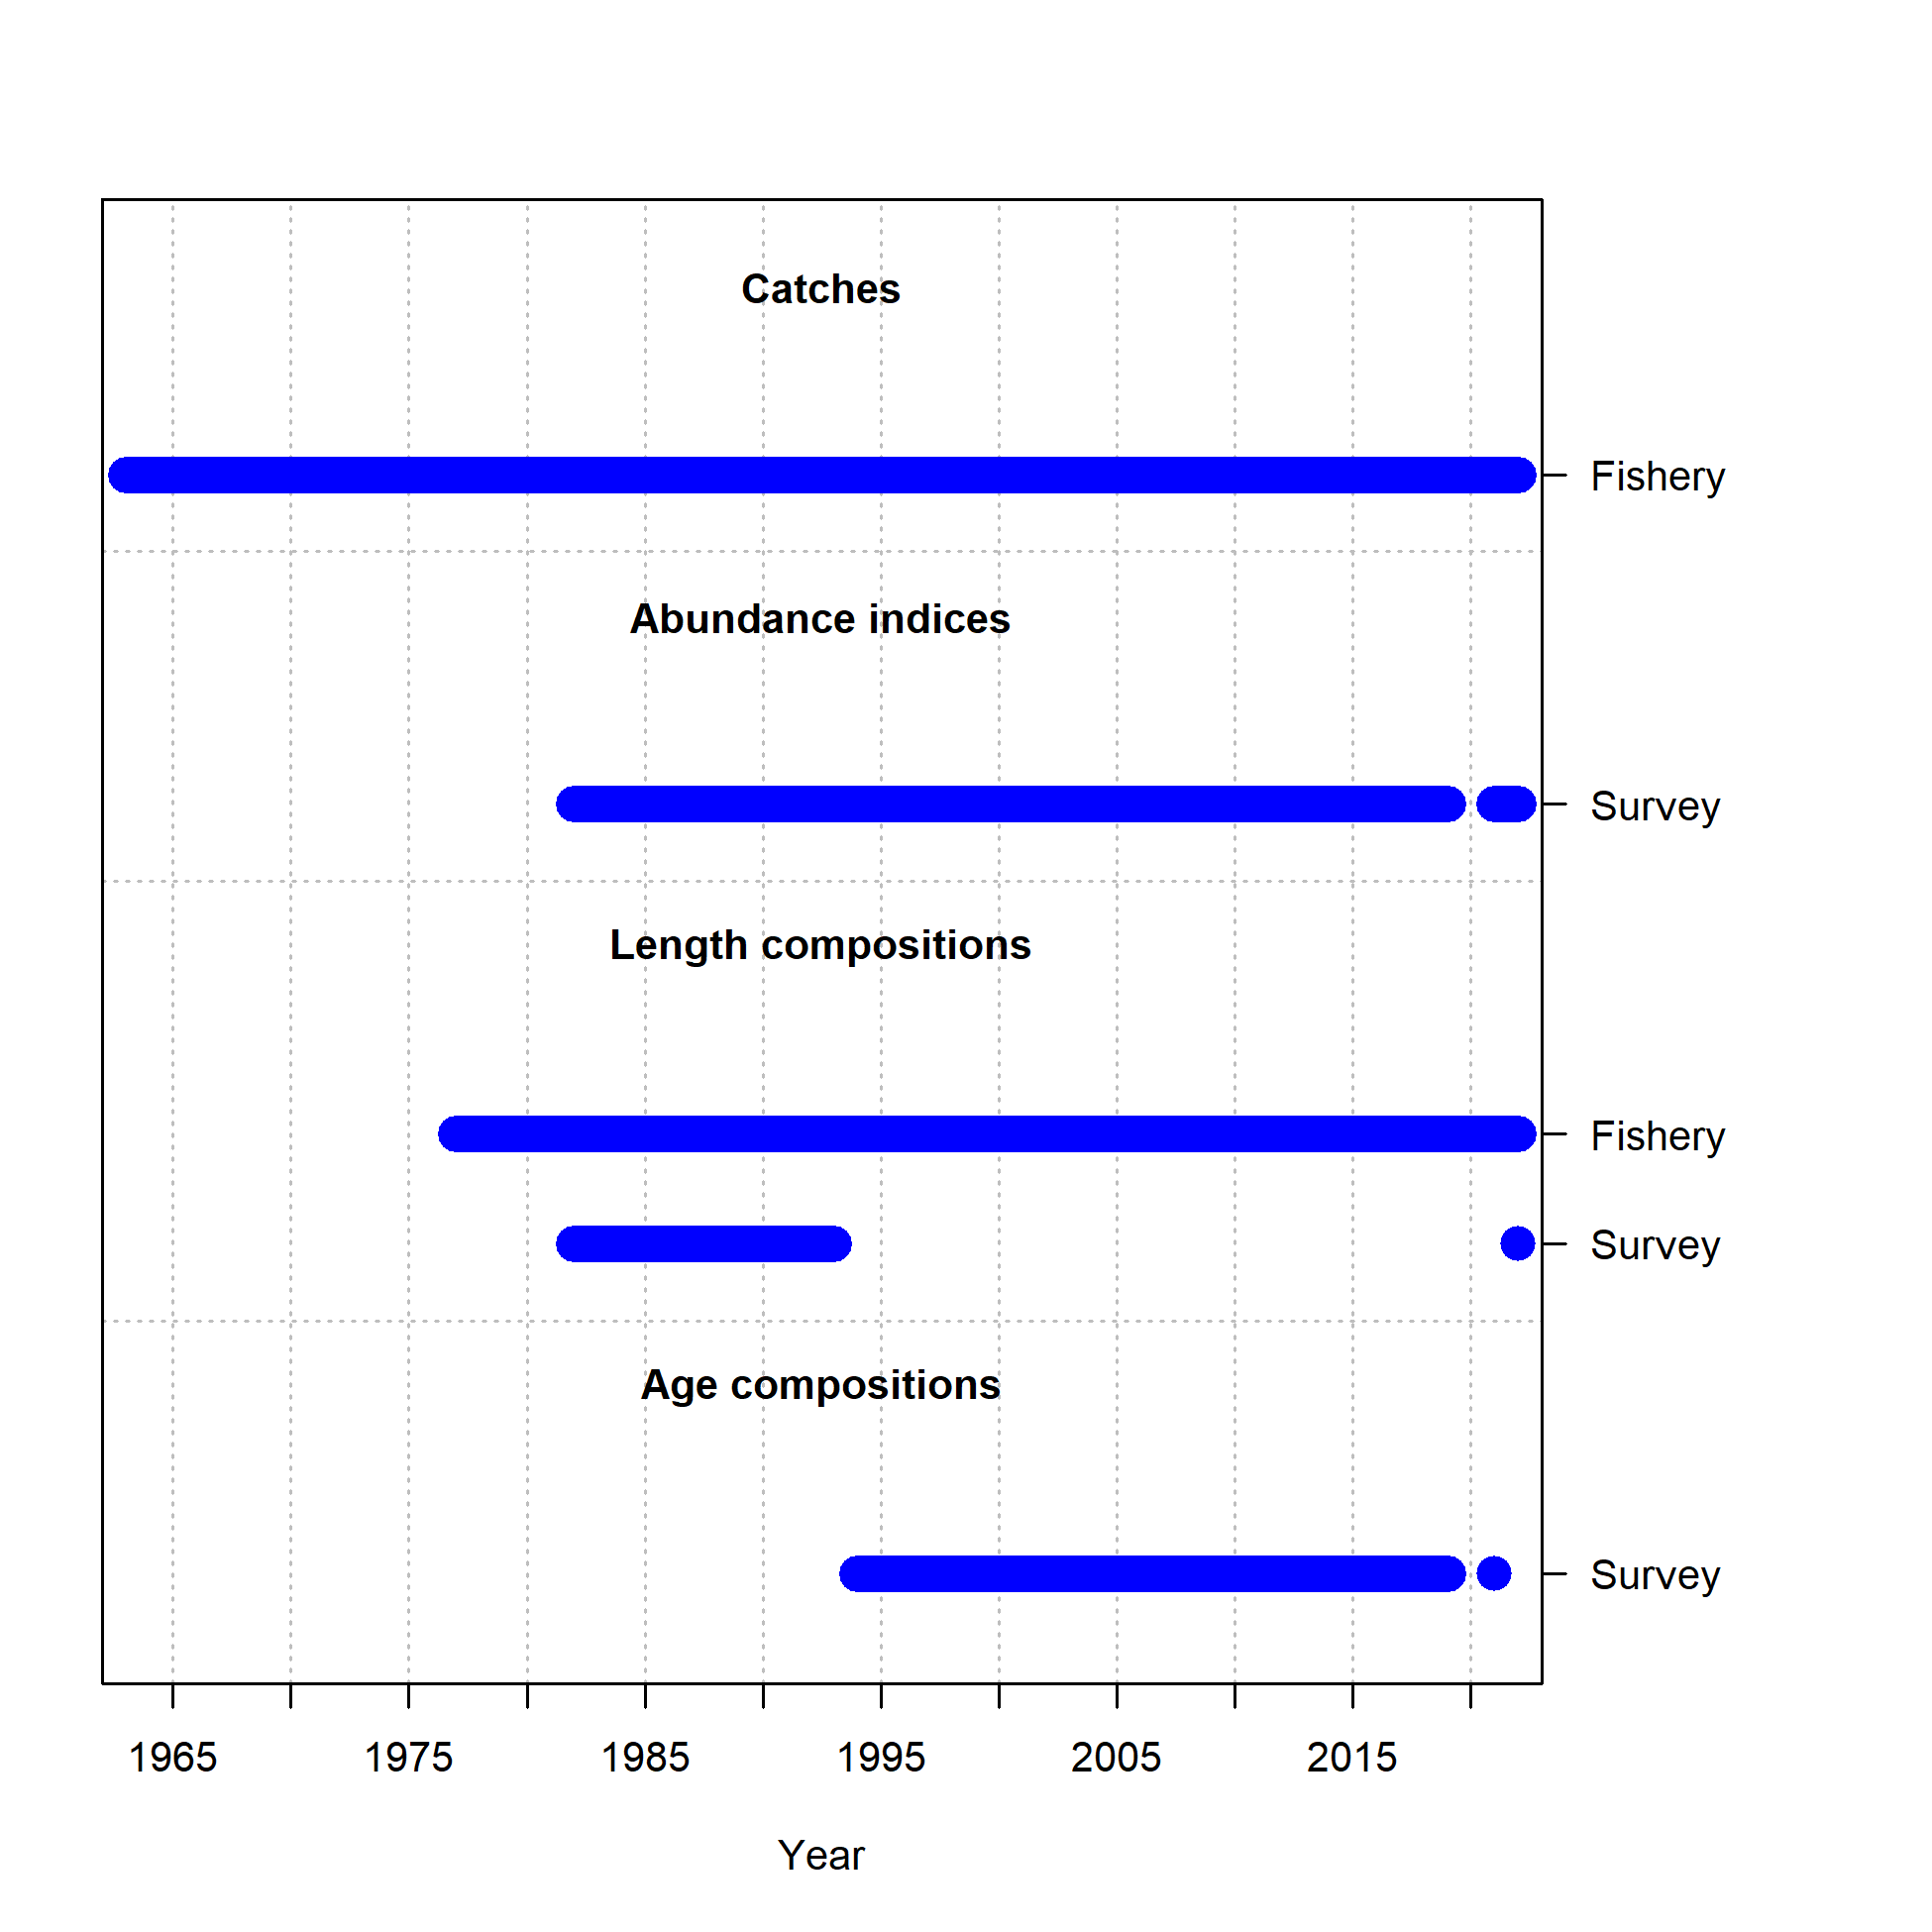 Catches
Fishery
Abundance indices
Survey
Length compositions
Fishery
Survey
Age compositions
Survey
1965 1975 1985 1995 2005 2015
Year